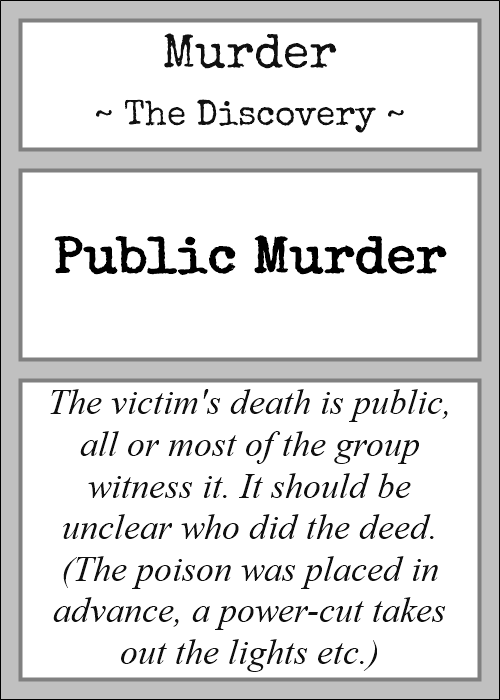 Murder
~ The Discovery ~
Public Murder
The victim's death is public,
all or most of the group
witness it. It should be
unclear who did the deed.
(The poison was placed in
advance, a power-cut takes
out the lights etc.)